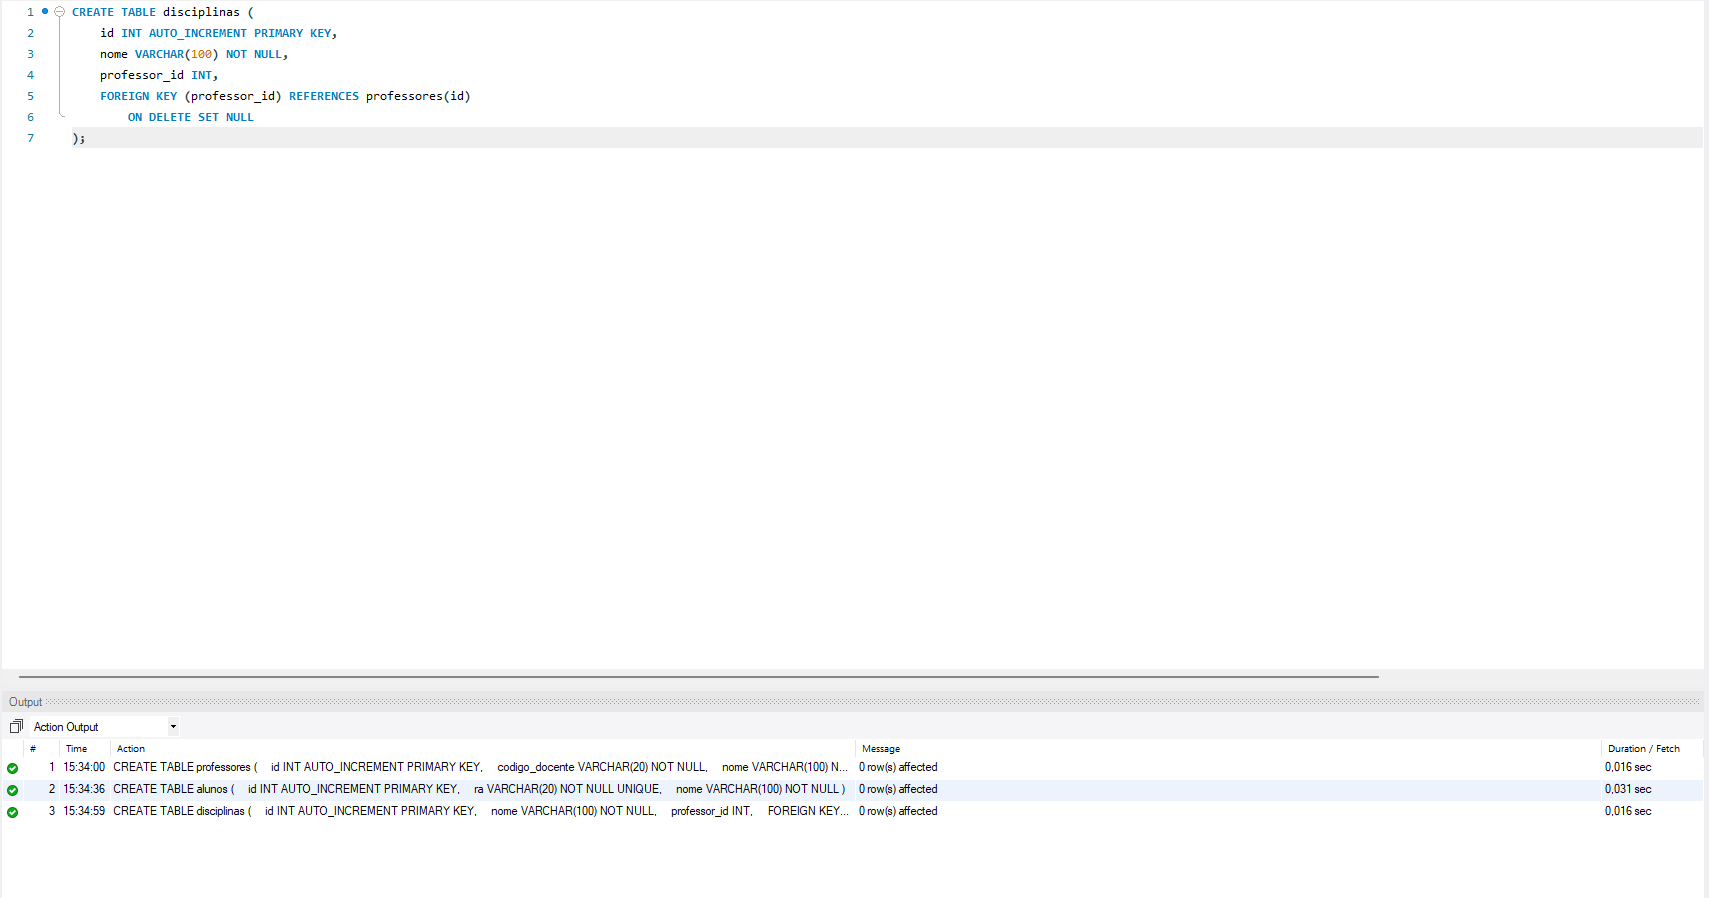 1 CREATE TABLE disciplinas (
2 id INT AUTO_INCREMENT PRIMARY KEY,
3 nome VARCHAR(100) NOT NULL,
4 professor_id INT,
5 FOREIGN KEY (professor_id) REFERENCES professores(id)
6 ON DELETE SET NULL
7 );
Output
Action Output
# Time Action Message Duration / Fetch
1 15:34:00 CREATE TABLE professores ( id INT AUTO_INCREMENT PRIMARY KEY, codigo_docente VARCHAR(20) NOT NULL, nome VARCHAR(100) N... 0 row(s) affected 0,016 sec
2 15:34:36 CREATE TABLE alunos ( id INT AUTO_INCREMENT PRIMARY KEY, ra VARCHAR(20) NOT NULL UNIQUE, nome VARCHAR(100) NOT NULL ) 0 row(s) affected 0,031 sec
3 15:34:59 CREATE TABLE disciplinas ( id INT AUTO_INCREMENT PRIMARY KEY, nome VARCHAR(100) NOT NULL, professor_id INT, FOREIGN KEY... 0 row(s) affected 0,016 sec